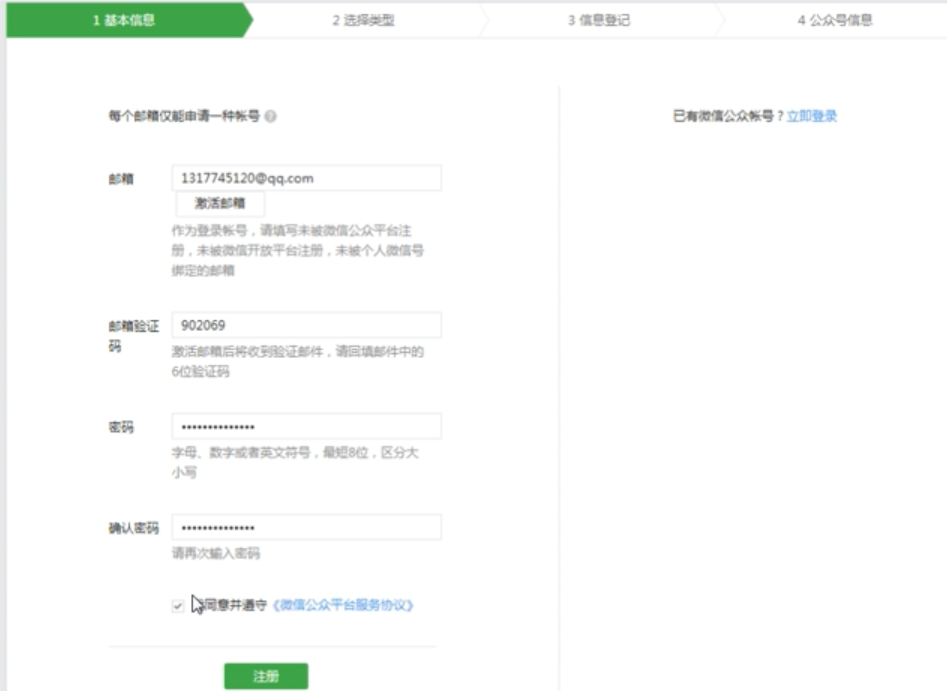 1 基本信息
2 选择类型
3 信息登记
4 公众号信息
每个邮箱仅能申请一种帐号 ?
已有微信公众帐号？立即登录
邮箱
1317745120@qq.com
激活邮箱
作为登录帐号，请填写未被微信公众平台注
册，未被微信开放平台注册，未被个人微信号
绑定的邮箱
邮箱验证
码
902069
激活邮箱后将收到验证邮件，请回填邮件中的
6位验证码
密码
••••••••••••••
字母、数字或者英文符号，最短8位，区分大
小写
确认密码
••••••••••••••
请再次输入密码
同意并遵守《微信公众平台服务协议》
注册